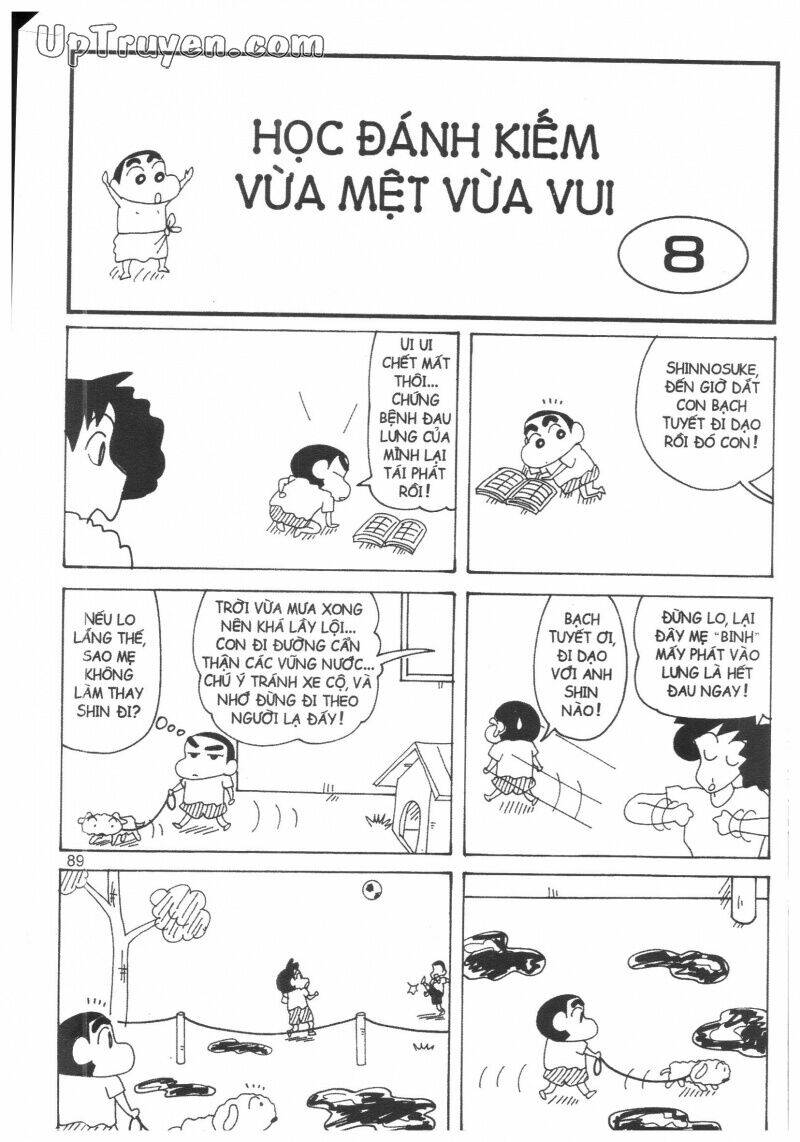 UpTruyen.com
HỌC ĐÁNH KIẾM
VỪA MỆT VỪA VUI
8
SHINNOSUKE,
ĐẾN GIỜ DẮT
CON BẠCH
TUYẾT ĐI DẠO
RỒI ĐÓ CON!
UI UI
CHẾT MẤT
THÔI...
CHỨNG
BỆNH ĐAU
LƯNG CỦA
MÌNH LẠI
TÁI PHÁT
RỒI!
ĐỪNG LO, LẠI
ĐÂY MẸ "BINH"
MẤY PHÁT VÀO
LƯNG LÀ HẾT
ĐAU NGAY!
BẠCH
TUYẾT ƠI,
ĐI DẠO
VỚI ANH
SHIN
NÀO!
TRỜI VỪA MƯA XONG
NÊN KHÁ LẦY LỘI...
CON ĐI ĐƯỜNG CẨN
THẬN CÁC VŨNG NƯỚC...
CHÚ Ý TRÁNH XE CỘ, VÀ
NHỚ ĐỪNG ĐI THEO
NGƯỜI LẠ ĐẤY!
NẾU LO
LẮNG THẾ,
SAO MẸ
KHÔNG
LÀM THAY
SHIN ĐI?
89